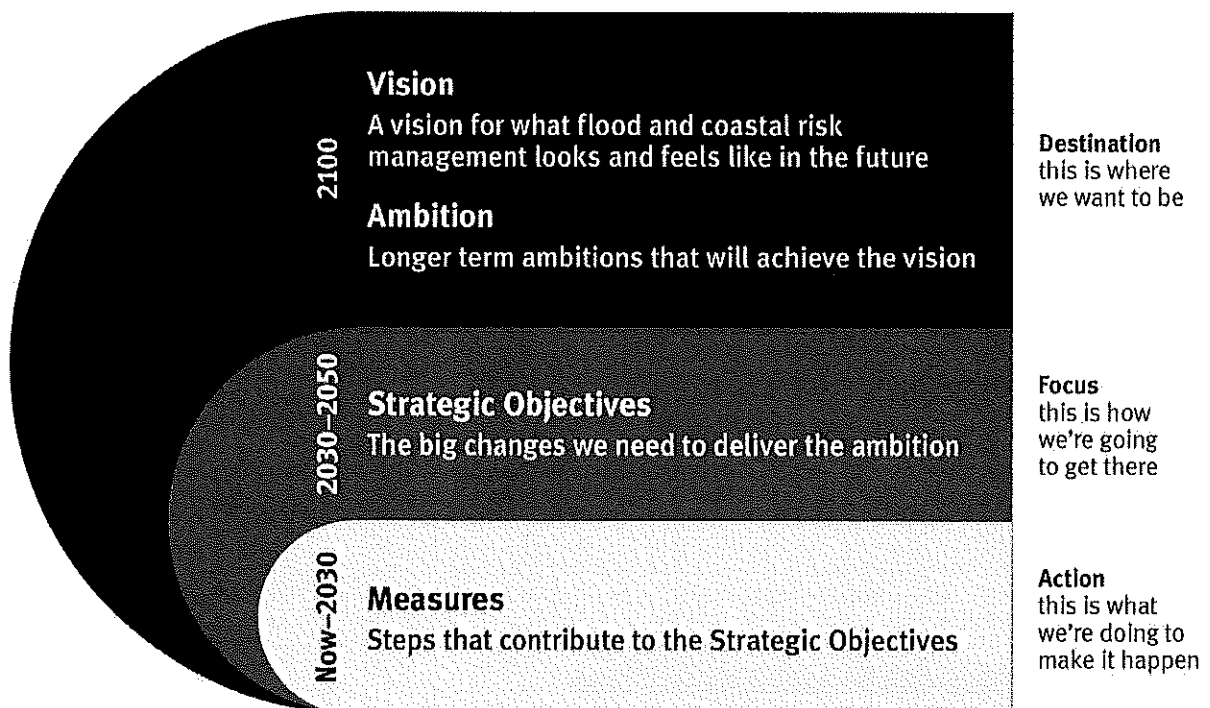 2100
Vision
A vision for what flood and coastal risk
management looks and feels like in the future
Ambition
Longer term ambitions that will achieve the vision
Destination
this is where
we want to be
2030–2050
Strategic Objectives
The big changes we need to deliver the ambition
Focus
this is how
we're going
to get there
Now–2030
Measures
Steps that contribute to the Strategic Objectives
Action
this is what
we're doing to
make it happen